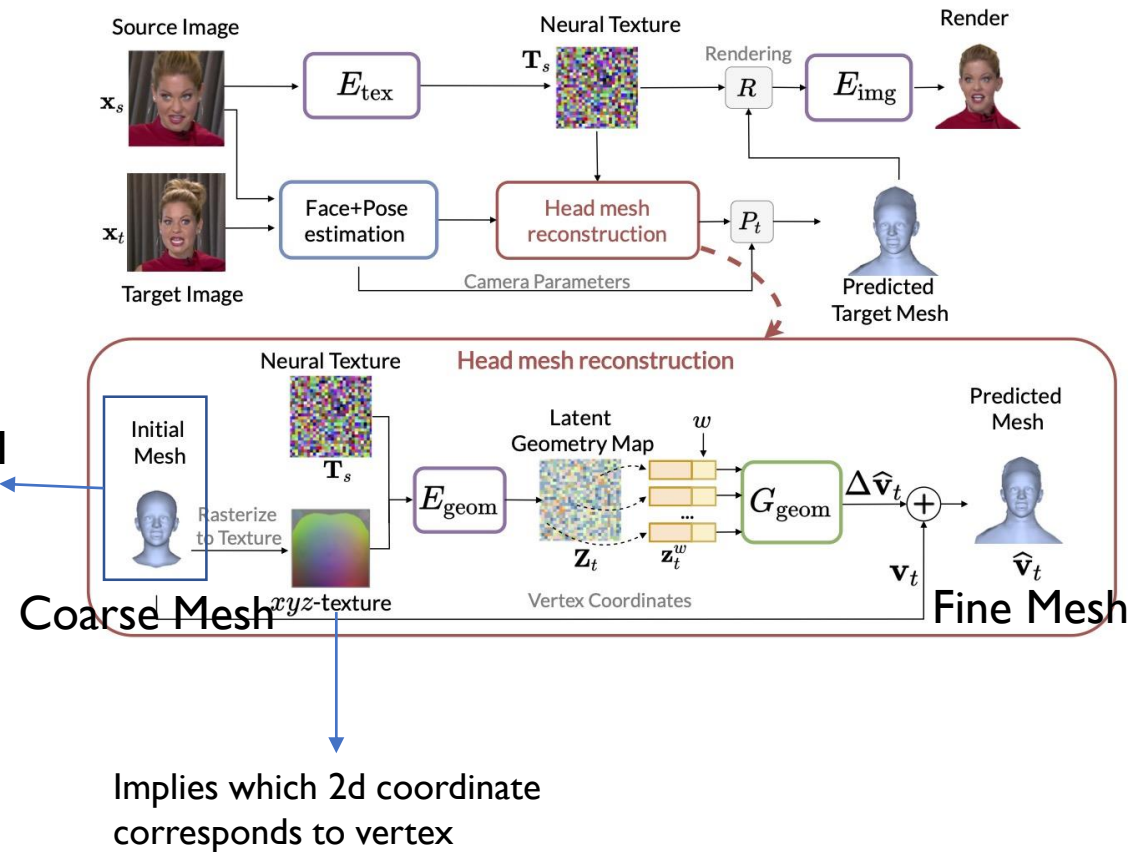 Source Image
Neural Texture
Render
T_s
Rendering
x_s
E_tex
R
E_img
x_t
Face+Pose
estimation
Head mesh
reconstruction
P_t
Camera Parameters
Target Image
Predicted
Target Mesh
Head mesh reconstruction
Neural Texture
Initial
Mesh
T_s
Latent
Geometry Map
w
Predicted
Mesh
Rasterize
to Texture
E_geom
G_geom
Δv̂_t
+
...
Z_t
z_t^w
v_t
v̂_t
Coarse Mesh
xyz-texture
Vertex Coordinates
Fine Mesh
Implies which 2d coordinate
corresponds to vertex